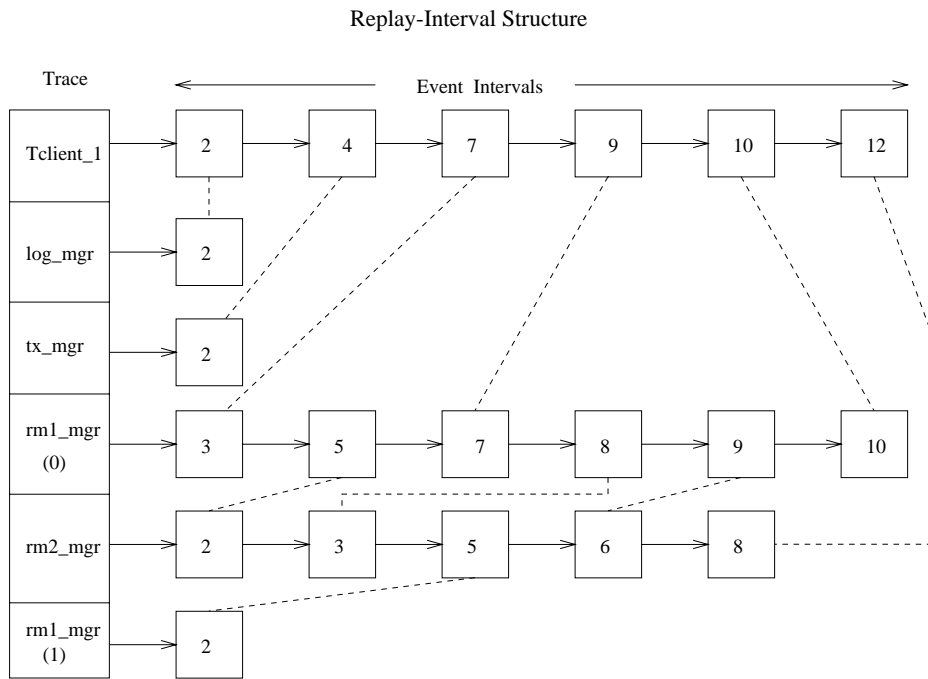 Replay-Interval Structure
Trace
Event Intervals
Tclient_1
2
4
7
9
10
12
log_mgr
2
tx_mgr
2
rm1_mgr
(0)
3
5
7
8
9
10
rm2_mgr
2
3
5
6
8
rm1_mgr
(1)
2